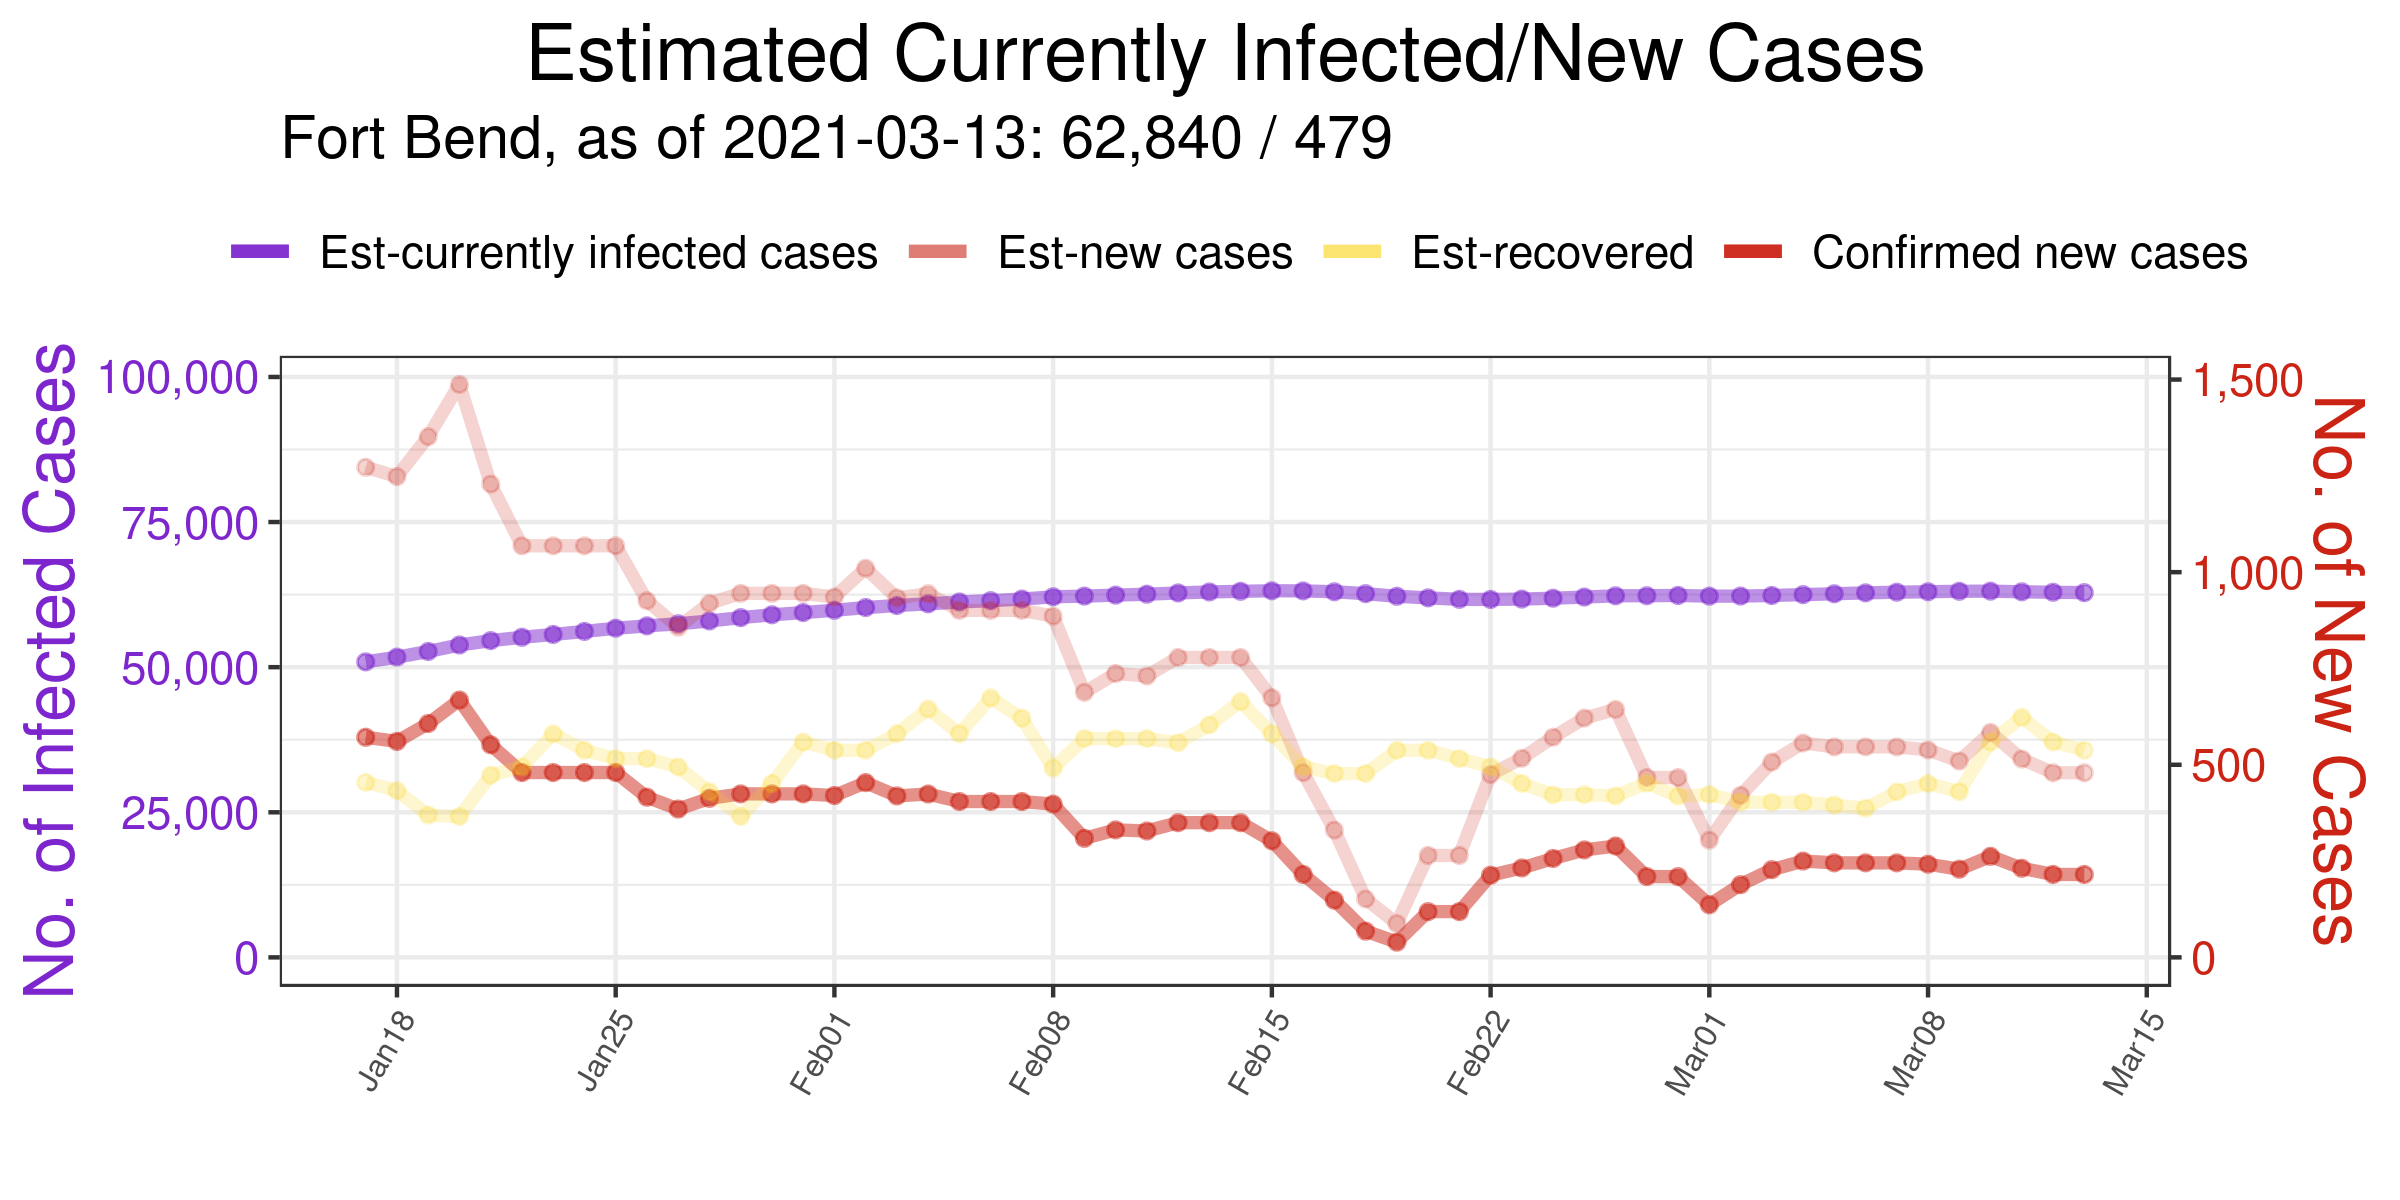 Estimated Currently Infected/New Cases
Fort Bend, as of 2021-03-13: 62,840 / 479
Est-currently infected cases
Est-new cases
Est-recovered
Confirmed new cases
No. of Infected Cases
100,000
75,000
50,000
25,000
0
1,500
1,000
500
0
No. of New Cases
Jan18
Jan25
Feb01
Feb08
Feb15
Feb22
Mar01
Mar08
Mar15